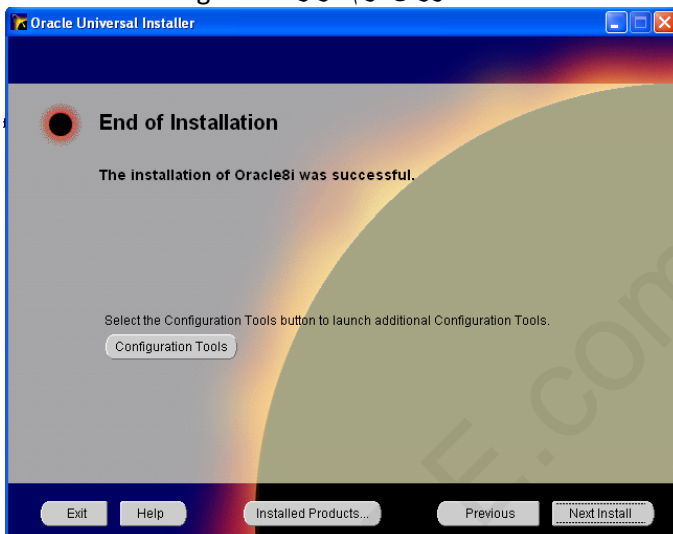 Oracle Universal Installer
End of Installation
The installation of Oracle8i was successful.
Select the Configuration Tools button to launch additional Configuration Tools.
Configuration Tools
Exit
Help
Installed Products...
Previous
Next Install